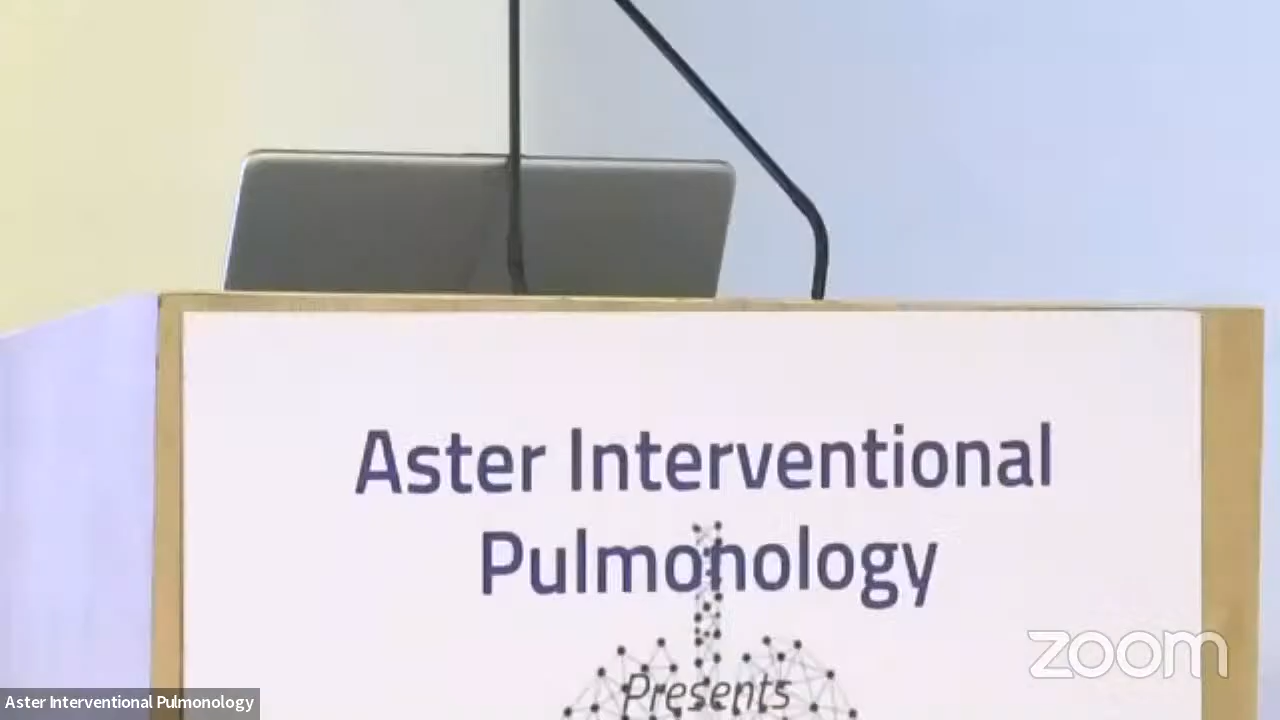 Aster Interventional
Pulmonology
Presents
zoom
Aster Interventional Pulmonology